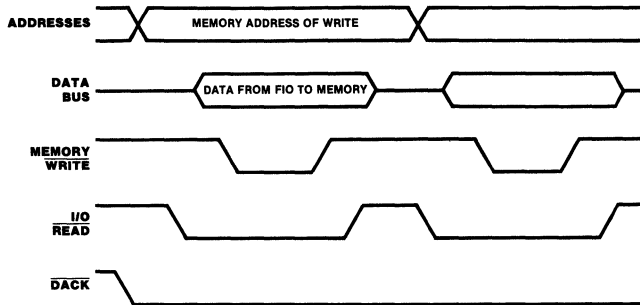 ADDRESSES
MEMORY ADDRESS OF WRITE
DATA
BUS
DATA FROM FIO TO MEMORY
MEMORY
WRITE
I/O
READ
DACK